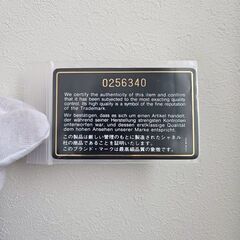 0256340
We certify the authenticity of this item and confirm
that it has been subjected to the most exacting quality
control. Its high quality is a symbol of the fine reputation
of the Trademark.
Wir bestätigen, dass es sich um einen Artikel handelt,
der während seiner Herstellung strengsten Kontrollen
unterworfen war, und dessen erstklassige Qualität
dem hohen Ansehen unserer Marke entspricht.
この製品は厳しい管理のもとに製造されたシャネル
社の商品であることを証明いたします。
このブランド・マークは最高級品質の象徴です。